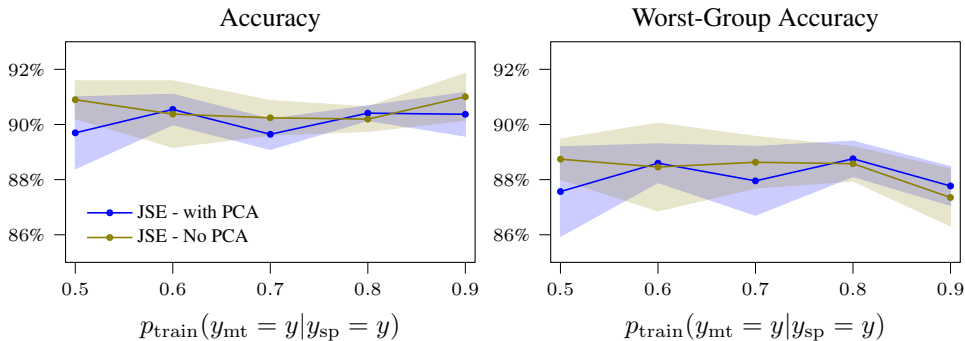 Accuracy
92%
90%
88%
86%
JSE - with PCA
JSE - No PCA
0.5 0.6 0.7 0.8 0.9
p_train(y_mt = y|y_sp = y)
Worst-Group Accuracy
92%
90%
88%
86%
0.5 0.6 0.7 0.8 0.9
p_train(y_mt = y|y_sp = y)